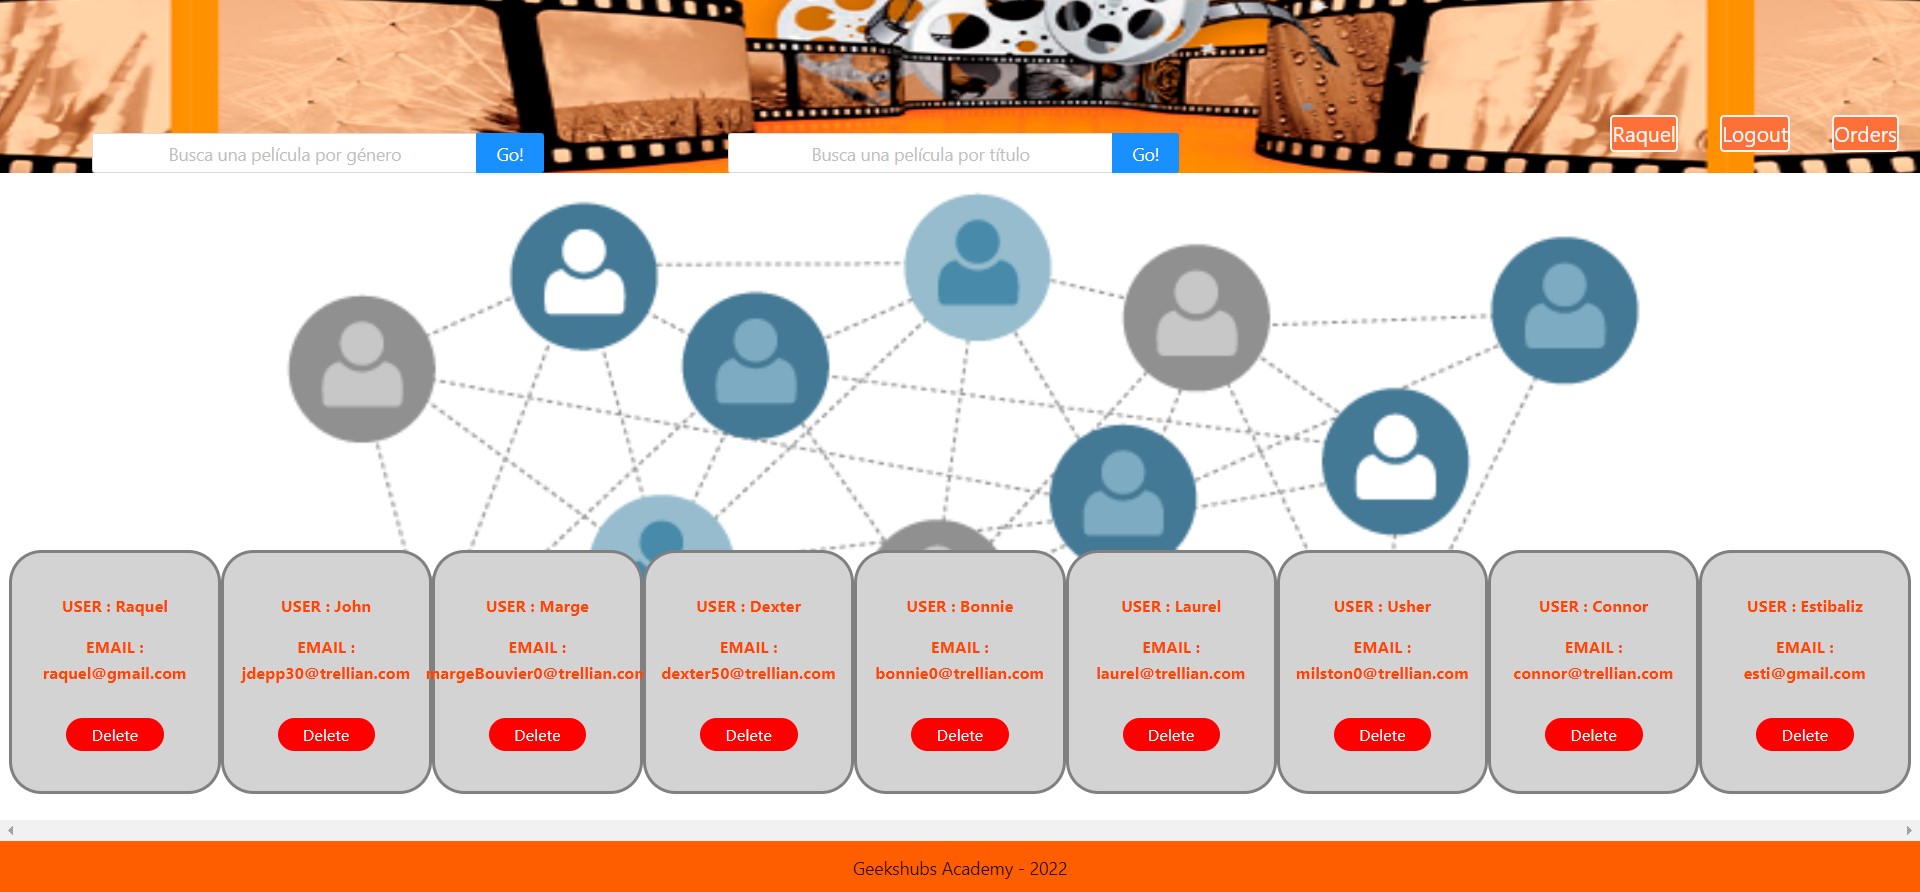 Raquel Logout Orders
Busca una película por género Go! Busca una película por título Go!
USER : Raquel
EMAIL :
raquel@gmail.com
Delete
USER : John
EMAIL :
jdepp30@trellian.com
Delete
USER : Marge
EMAIL :
margeBouvier0@trellian.com
Delete
USER : Dexter
EMAIL :
dexter50@trellian.com
Delete
USER : Bonnie
EMAIL :
bonnie0@trellian.com
Delete
USER : Laurel
EMAIL :
laurel@trellian.com
Delete
USER : Usher
EMAIL :
milston0@trellian.com
Delete
USER : Connor
EMAIL :
connor@trellian.com
Delete
USER : Estibaliz
EMAIL :
esti@gmail.com
Delete
Geekshubs Academy - 2022